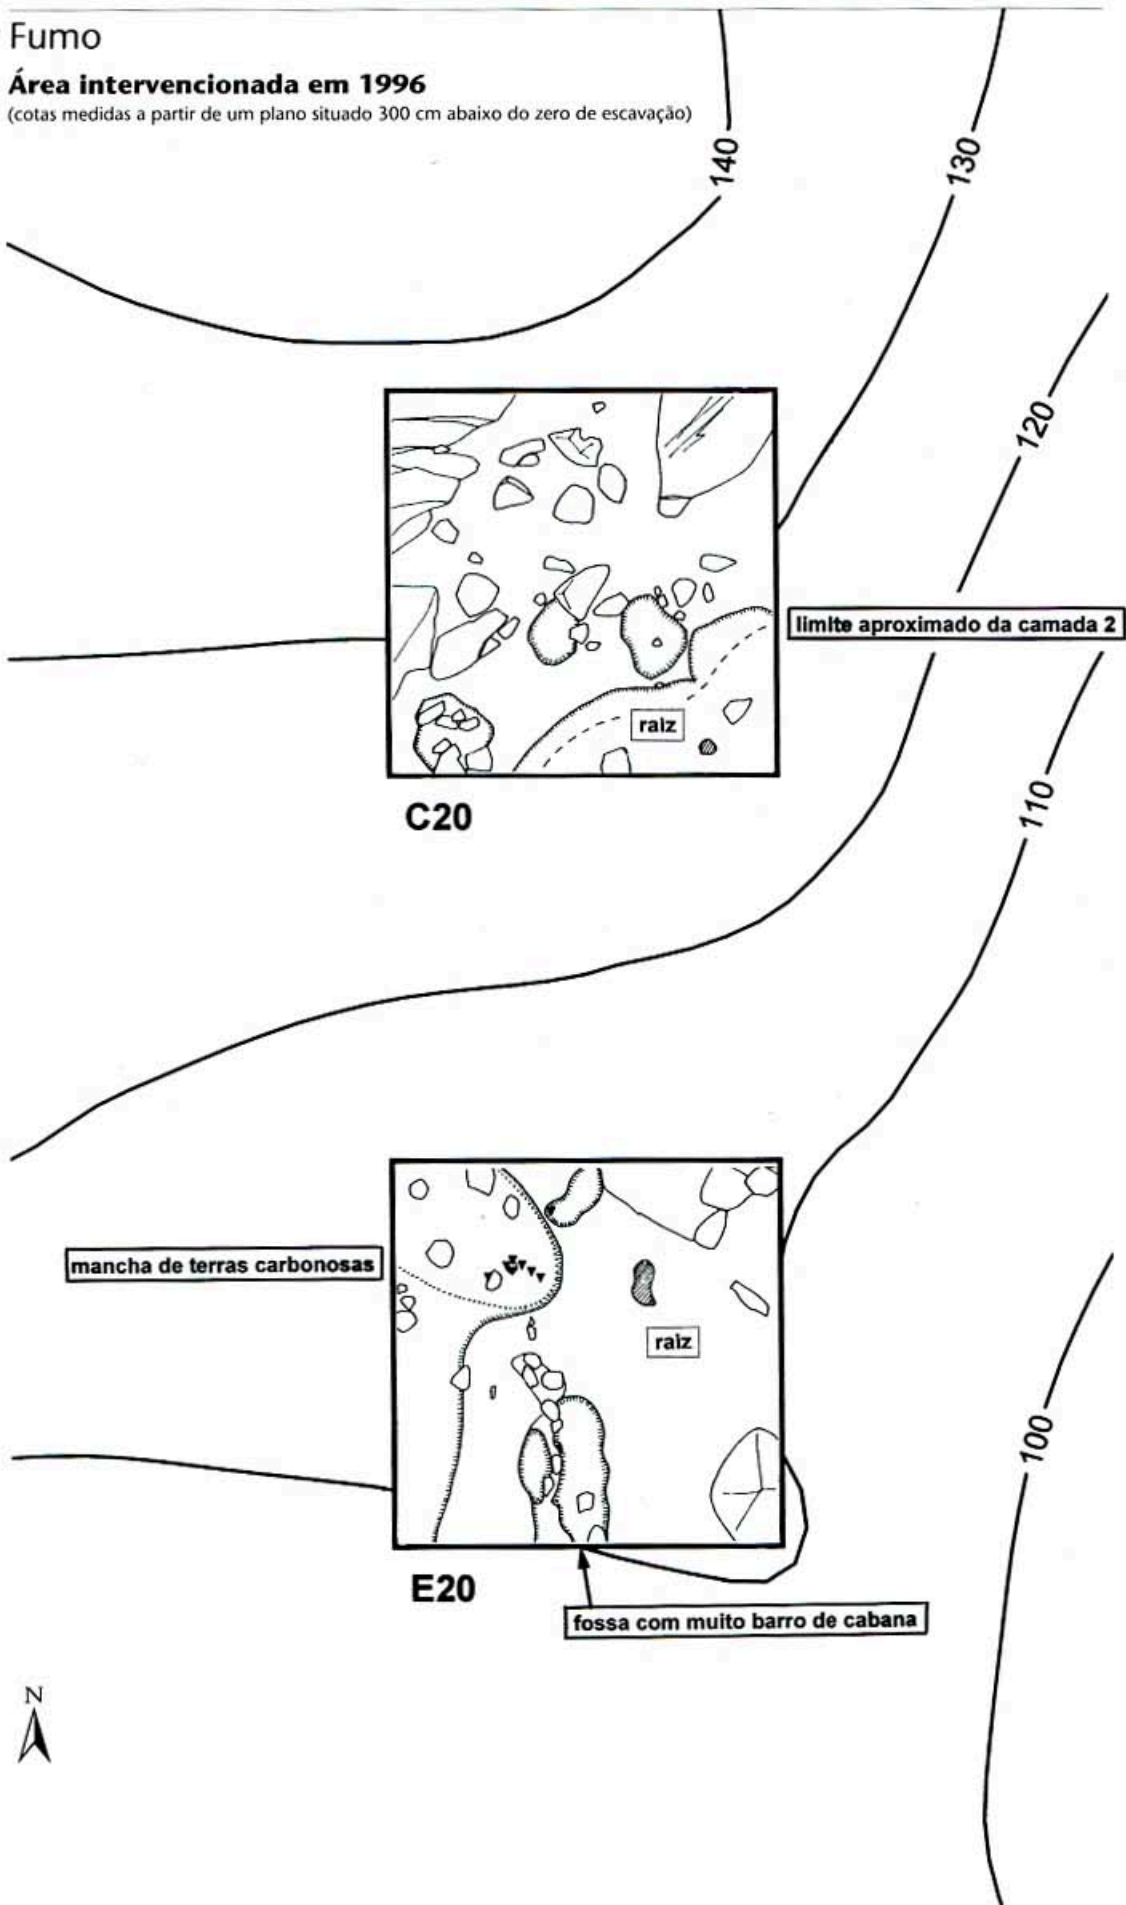 Fumo
Área intervencionada em 1996
(cotas medidas a partir de um plano situado 300 cm abaixo do zero de escavação)
140
130
120
limite aproximado da camada 2
raiz
110
C20
mancha de terras carbonosas
raiz
100
E20
fossa com muito barro de cabana
N